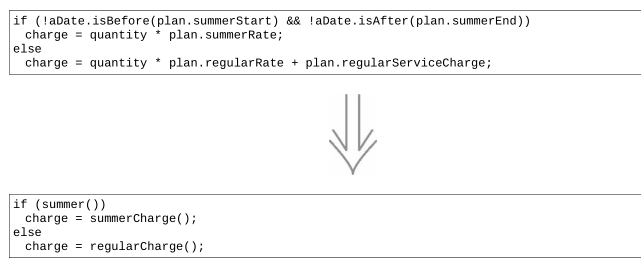 if (!aDate.isBefore(plan.summerStart) && !aDate.isAfter(plan.summerEnd))
  charge = quantity * plan.summerRate;
else
  charge = quantity * plan.regularRate + plan.regularServiceCharge;
if (summer())
  charge = summerCharge();
else
  charge = regularCharge();